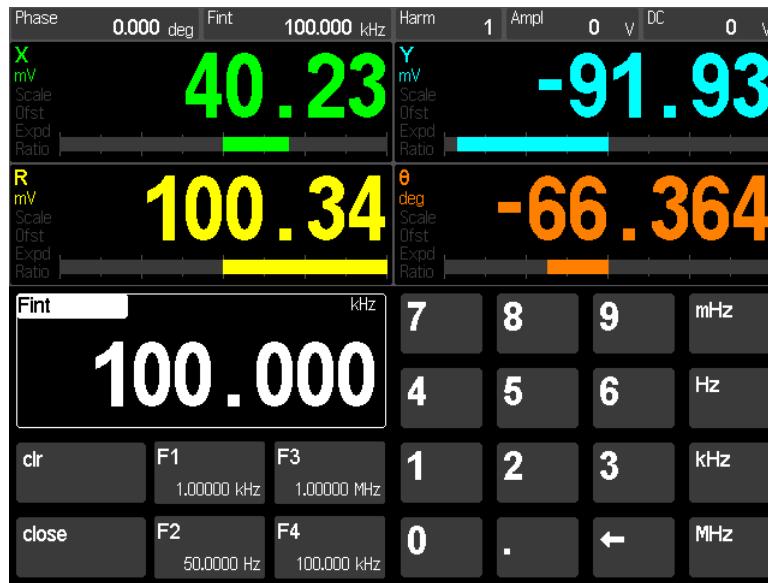 Phase 0.000 deg Fint 100.000 kHz Harm 1 Ampl 0 V DC 0 V
X
mV
Scale
Ofst
Expd
Ratio
40.23
Y
mV
Scale
Ofst
Expd
Ratio
-91.93
R
mV
Scale
Ofst
Expd
Ratio
100.34
θ
deg
Scale
Ofst
Expd
Ratio
-66.364
Fint kHz
100.000
7 8 9 mHz
4 5 6 Hz
clr F1 1.00000 kHz F3 1.00000 MHz 1 2 3 kHz
close F2 50.0000 Hz F4 100.000 kHz 0 . ← MHz